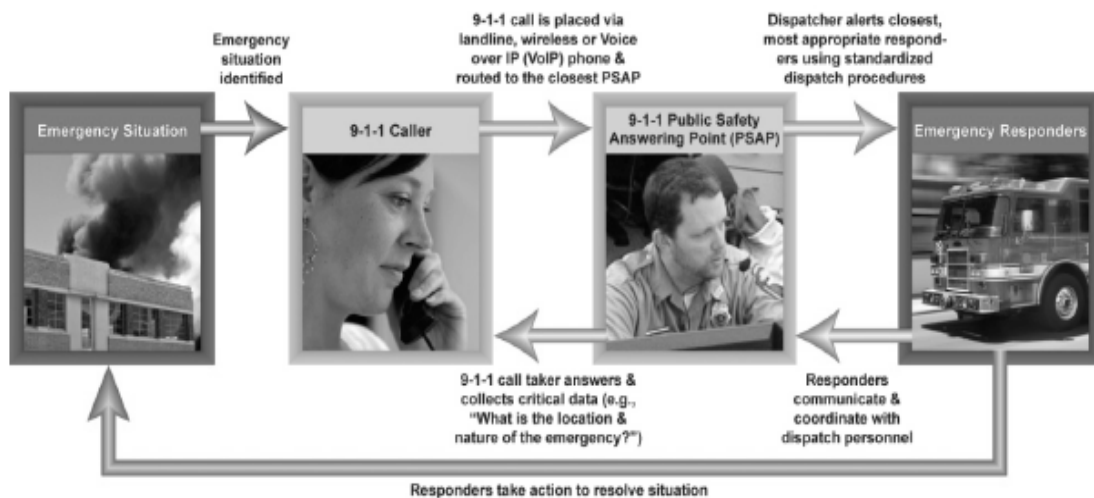 Emergency
situation
identified
9-1-1 call is placed via
landline, wireless or Voice
over IP (VoIP) phone &
routed to the closest PSAP
Dispatcher alerts closest,
most appropriate respond-
ers using standardized
dispatch procedures
Emergency Situation
9-1-1 Caller
9-1-1 Public Safety
Answering Point (PSAP)
Emergency Responders
9-1-1 call taker answers &
collects critical data (e.g.,
“What is the location &
nature of the emergency?”)
Responders
communicate &
coordinate with
dispatch personnel
Responders take action to resolve situation